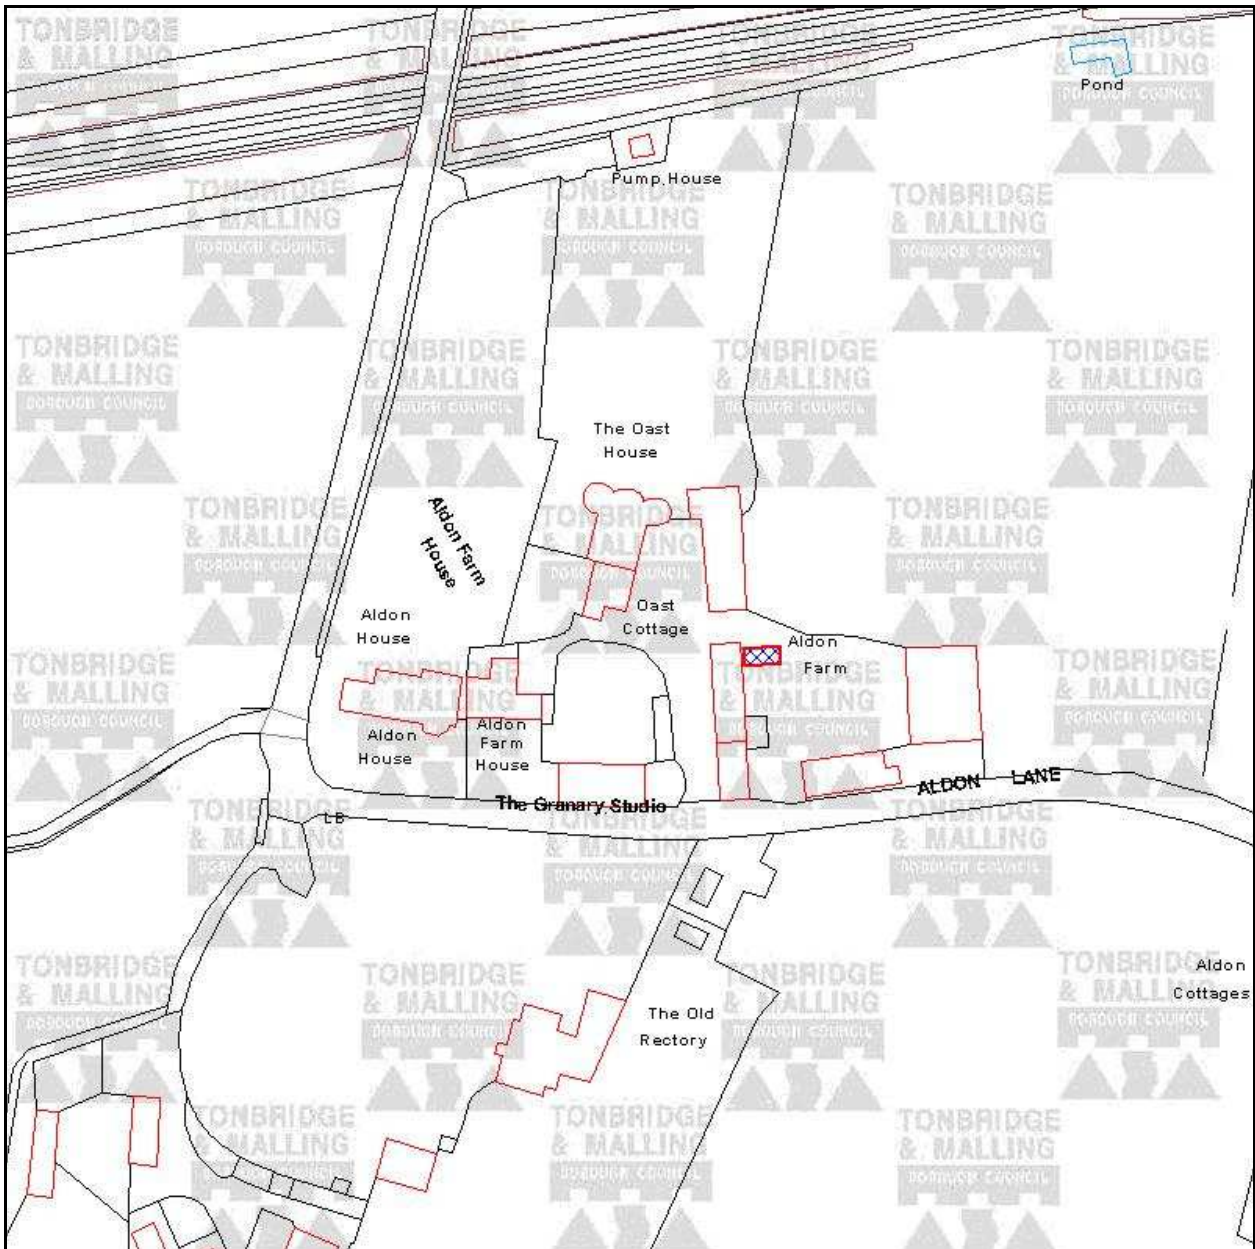 TONBRIDGE
& MALLING
BOROUGH COUNCIL
Pond
Pump House
The Oast
House
Aldon Farm
House
Oast
Cottage
Aldon
House
Aldon
Farm
Aldon
House
Aldon
Farm
House
The Granary Studio
ALDON LANE
LB
The Old
Rectory
Aldon
Cottages